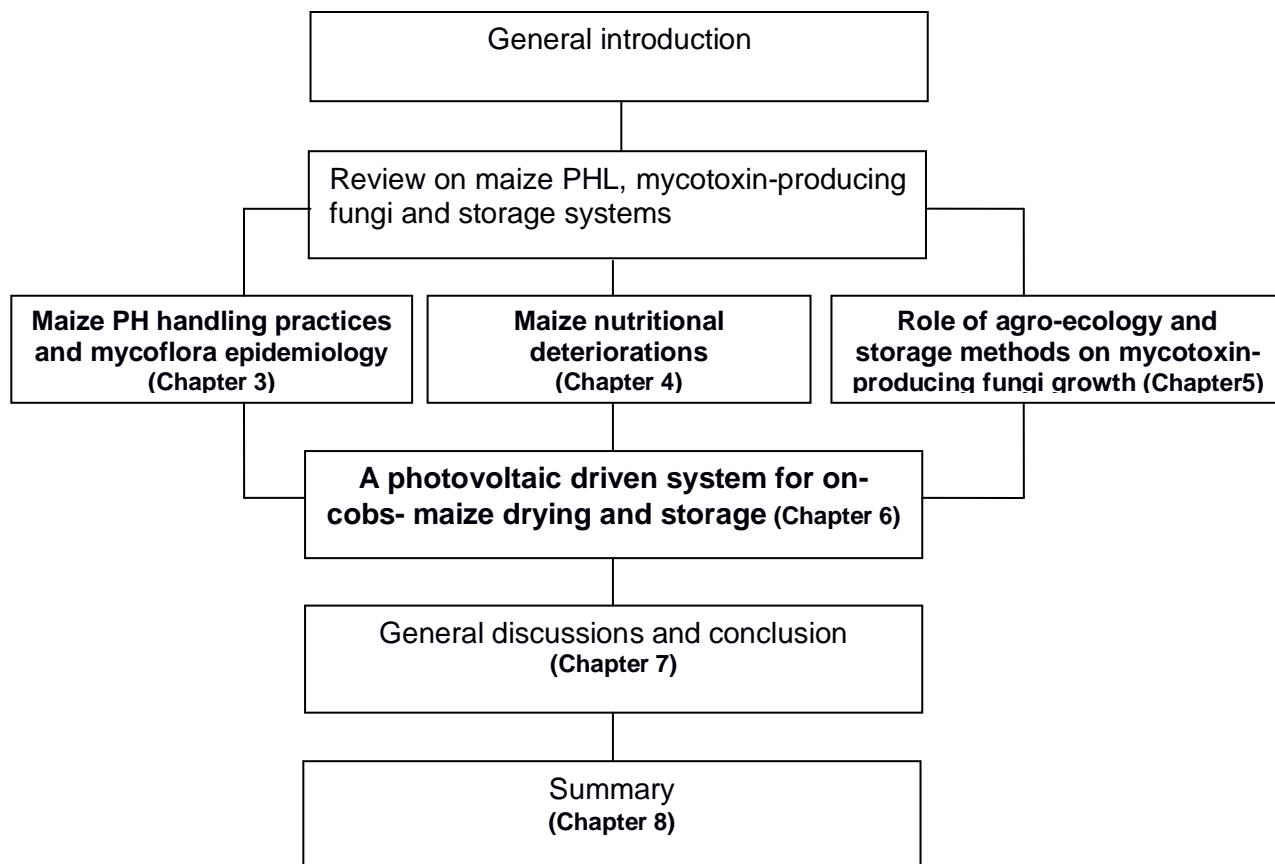 General introduction
Review on maize PHL, mycotoxin-producing
fungi and storage systems
Maize PH handling practices
and mycoflora epidemiology
(Chapter 3)
Maize nutritional
deteriorations
(Chapter 4)
Role of agro-ecology and
storage methods on mycotoxin-
producing fungi growth (Chapter5)
A photovoltaic driven system for on-
cobs- maize drying and storage (Chapter 6)
General discussions and conclusion
(Chapter 7)
Summary
(Chapter 8)